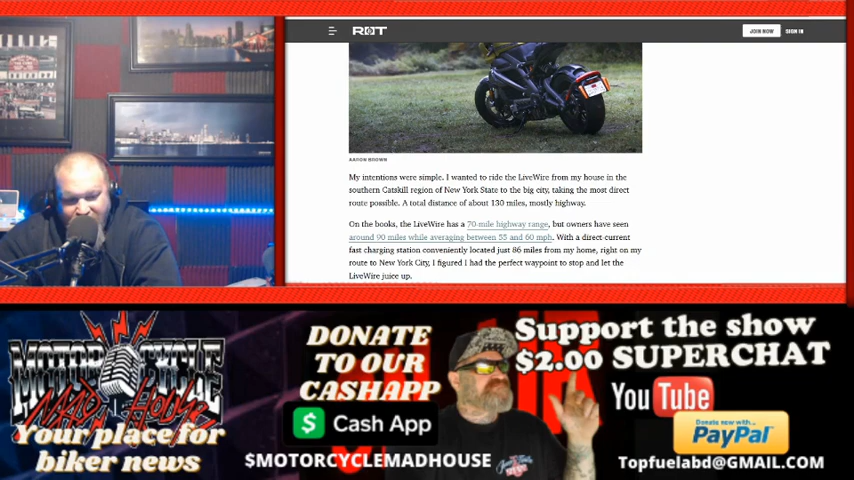 RIOT
JOIN NOW
SIGN IN
AARON BROWN
My intentions were simple. I wanted to ride the LiveWire from my house in the
southern Catskill region of New York State to the big city, taking the most direct
route possible. A total distance of about 130 miles, mostly highway.
On the books, the LiveWire has a 70-mile highway range, but owners have seen
around 90 miles while averaging between 55 and 60 mph. With a direct-current
fast charging station conveniently located just 86 miles from my home, right on my
route to New York City, I figured I had the perfect waypoint to stop and let the
LiveWire juice up.
MOTORCYCLE
MAD HOUSE
Your place for
biker news
DONATE
TO OUR
CASHAPP
$ Cash App
$MOTORCYCLEMADHOUSE
Support the show
$2.00 SUPERCHAT
YouTube
Donate now with...
PayPal
Topfuelabd@GMAIL.COM